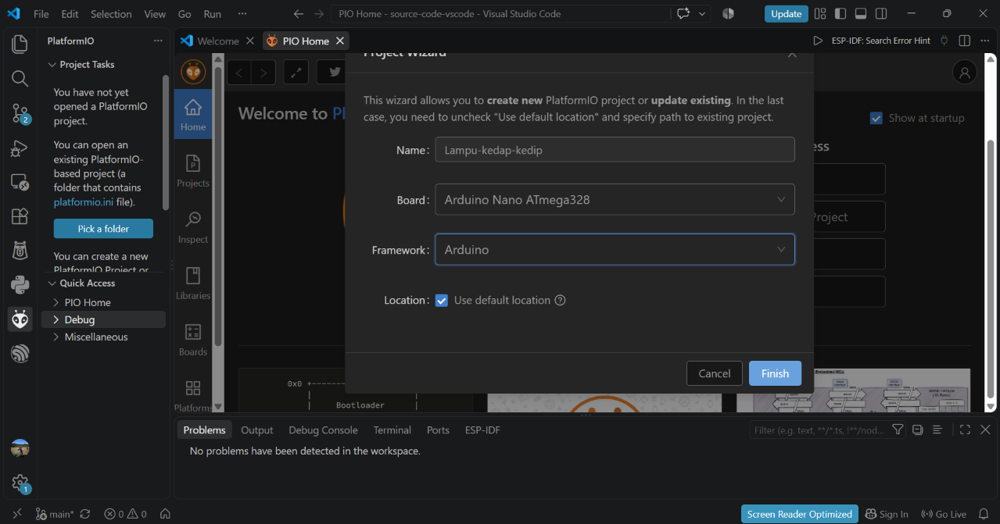 File Edit Selection View Go Run ··· PIO Home - source-code-vscode - Visual Studio Code Update
PlatformIO ···
Welcome PIO Home ESP-IDF: Search Error Hint ···
Project Tasks
You have not yet
opened a PlatformIO
project.
You can open an
existing PlatformIO-
based project (a
folder that contains
platformio.ini file).
Pick a folder
You can create a new
PlatformIO Project or
Quick Access
PIO Home
Debug
Miscellaneous
2
1
Home
Projects
Inspect
Libraries
Boards
Platforms
Welcome to Pl
Show at startup
ess
Project
Project Wizard
This wizard allows you to create new PlatformIO project or update existing. In the last
case, you need to uncheck "Use default location" and specify path to existing project.
Name: Lampu-kedap-kedip
Board: Arduino Nano ATmega328
Framework: Arduino
Location: Use default location
Cancel Finish
0x0 +-------
| Bootloader |
Problems Output Debug Console Terminal Ports ESP-IDF Filter (e.g. text, **/*.ts, !**/nod...
No problems have been detected in the workspace.
main* 0 0 Screen Reader Optimized Sign In Go Live